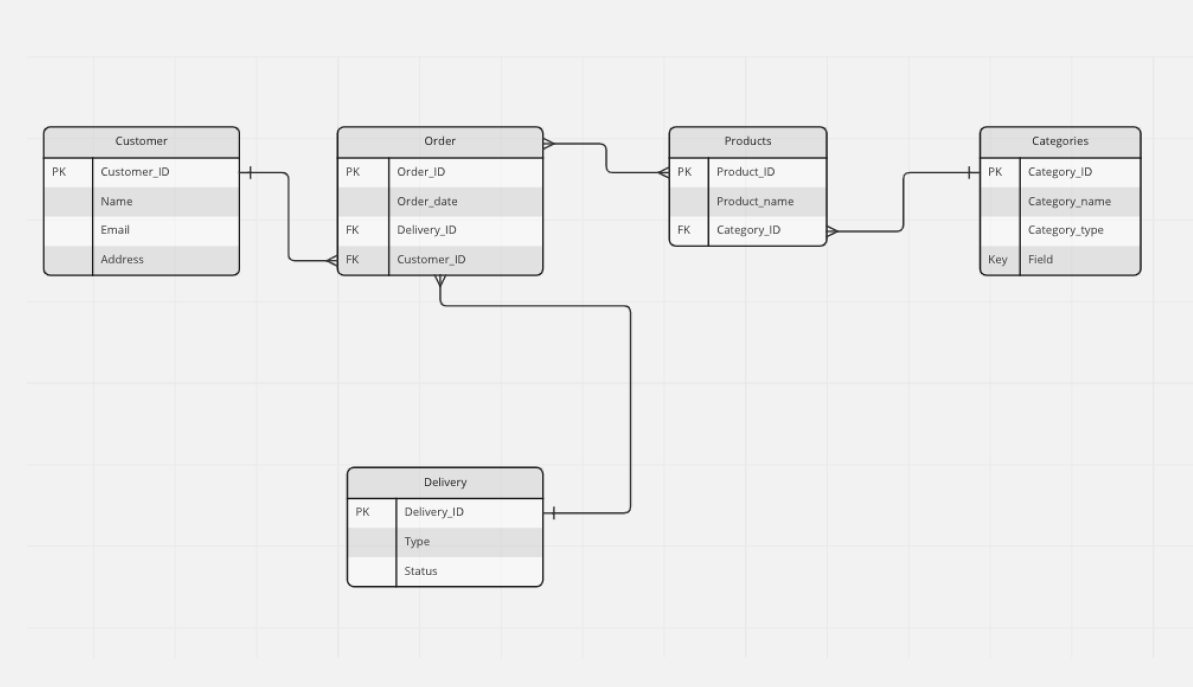 Customer
PK Customer_ID
Name
Email
Address
Order
PK Order_ID
Order_date
FK Delivery_ID
FK Customer_ID
Products
PK Product_ID
Product_name
FK Category_ID
Categories
PK Category_ID
Category_name
Category_type
Key Field
Delivery
PK Delivery_ID
Type
Status